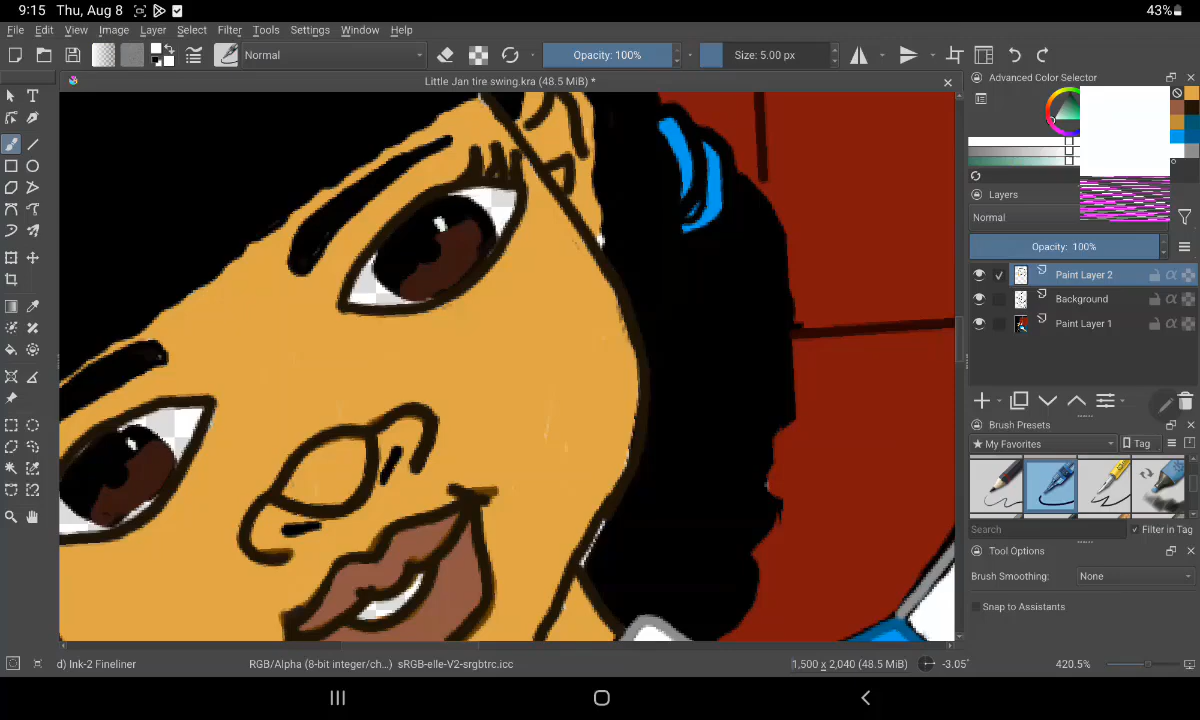 9:15 Thu, Aug 8
43%
File Edit View Image Layer Select Filter Tools Settings Window Help
Normal
Opacity: 100%
Size: 5.00 px
Little Jan tire swing.kra (48.5 MiB) *
Advanced Color Selector
Layers
Normal
Opacity: 100%
Paint Layer 2
Background
Paint Layer 1
Brush Presets
My Favorites
Tag
Search
Filter in Tag
Tool Options
Brush Smoothing: None
Snap to Assistants
d) Ink-2 Fineliner
RGB/Alpha (8-bit integer/ch...) sRGB-elle-V2-srgbtrc.icc
1,500 x 2,040 (48.5 MiB)
-3.05°
420.5%